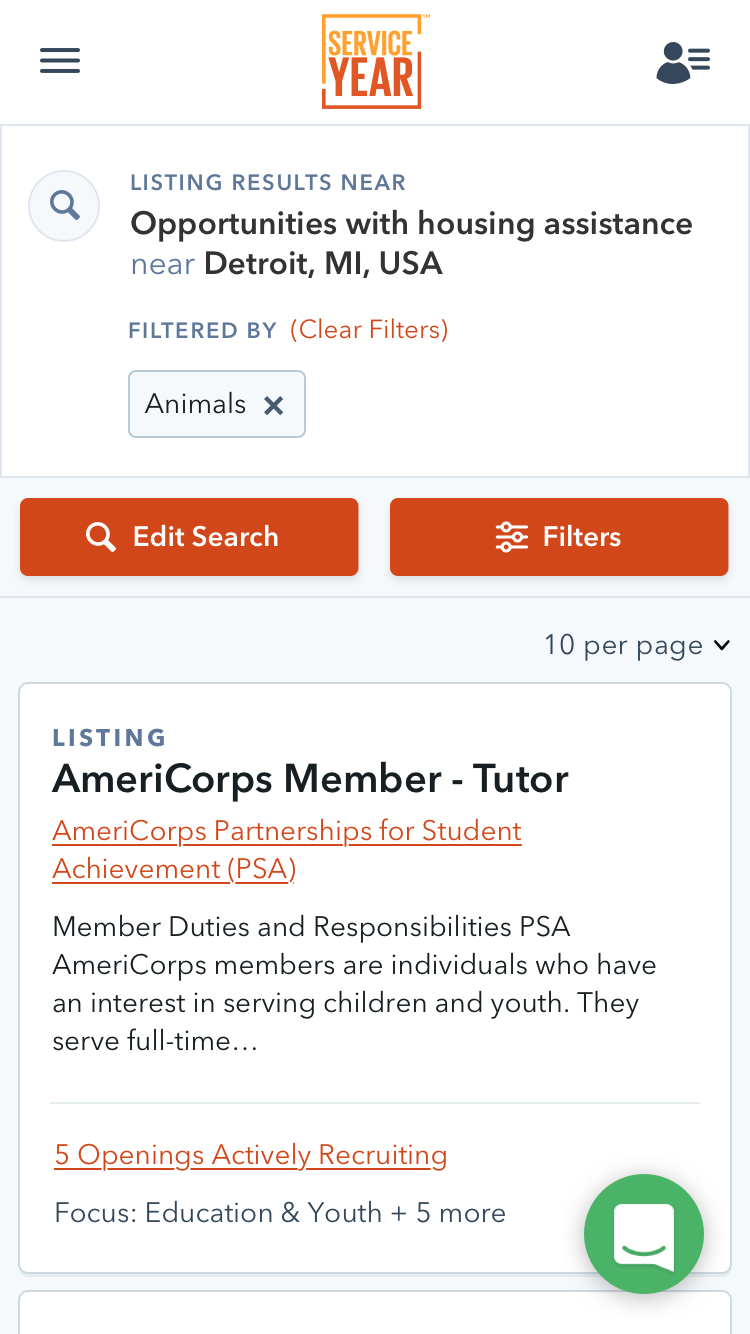 SERVICE
YEAR
™
LISTING RESULTS NEAR
Opportunities with housing assistance
near Detroit, MI, USA
FILTERED BY (Clear Filters)
Animals
Edit Search
Filters
10 per page
LISTING
AmeriCorps Member - Tutor
AmeriCorps Partnerships for Student
Achievement (PSA)
Member Duties and Responsibilities PSA
AmeriCorps members are individuals who have
an interest in serving children and youth. They
serve full-time…
5 Openings Actively Recruiting
Focus: Education & Youth + 5 more